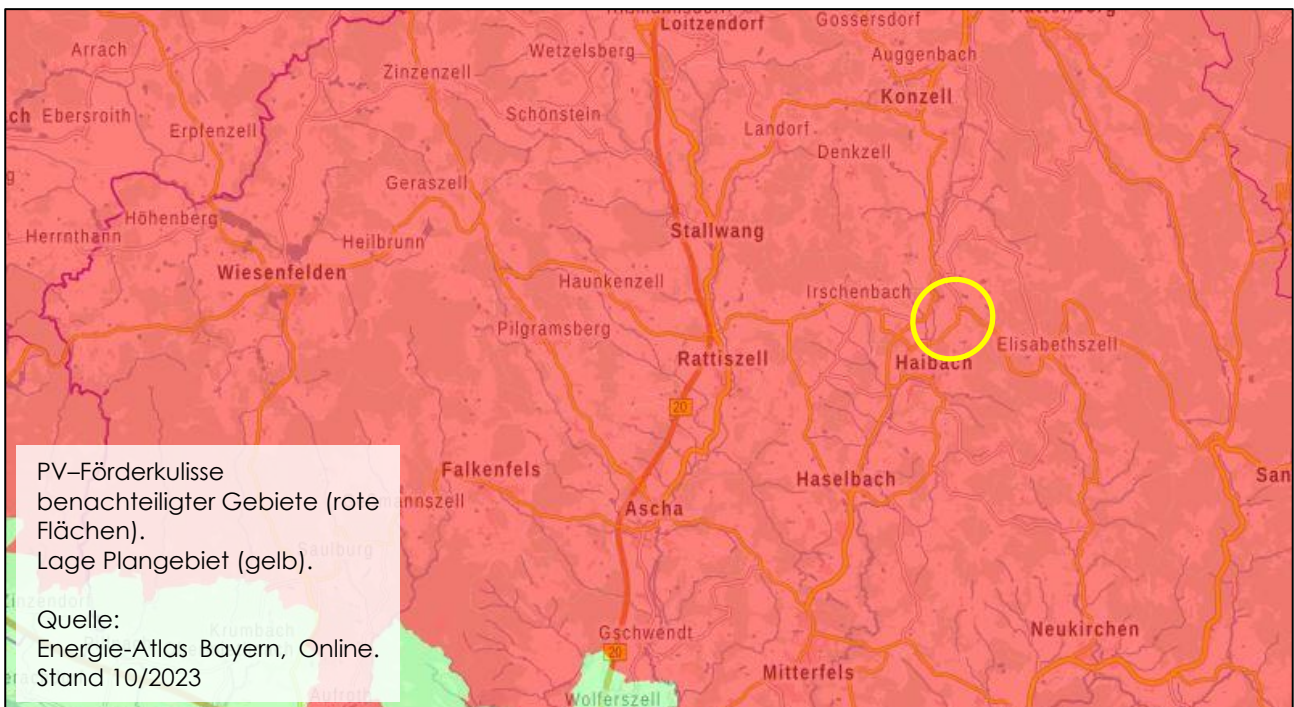 Loitzendorf
Gossersdorf
Arrach
Wetzelsberg
Auggenbach
Zinzenzell
Konzell
Ebersroith
Schönstein
Erpfenzell
Landorf
Denkzell
Geraszell
Höhenberg
Stallwang
Herrnthann
Heilbrunn
Wiesenfelden
Haunkenzell
Irschenbach
Pilgramsberg
Elisabethszell
Rattiszell
Haibach
20
Falkenfels
Haselbach
San
Ascha
PV–Förderkulisse
benachteiligter Gebiete (rote
Flächen).
Lage Plangebiet (gelb).
Quelle:
Energie-Atlas Bayern, Online.
Stand 10/2023
Saulburg
Krumbach
Gschwendt
Neukirchen
20
Mitterfels
Wolferszell